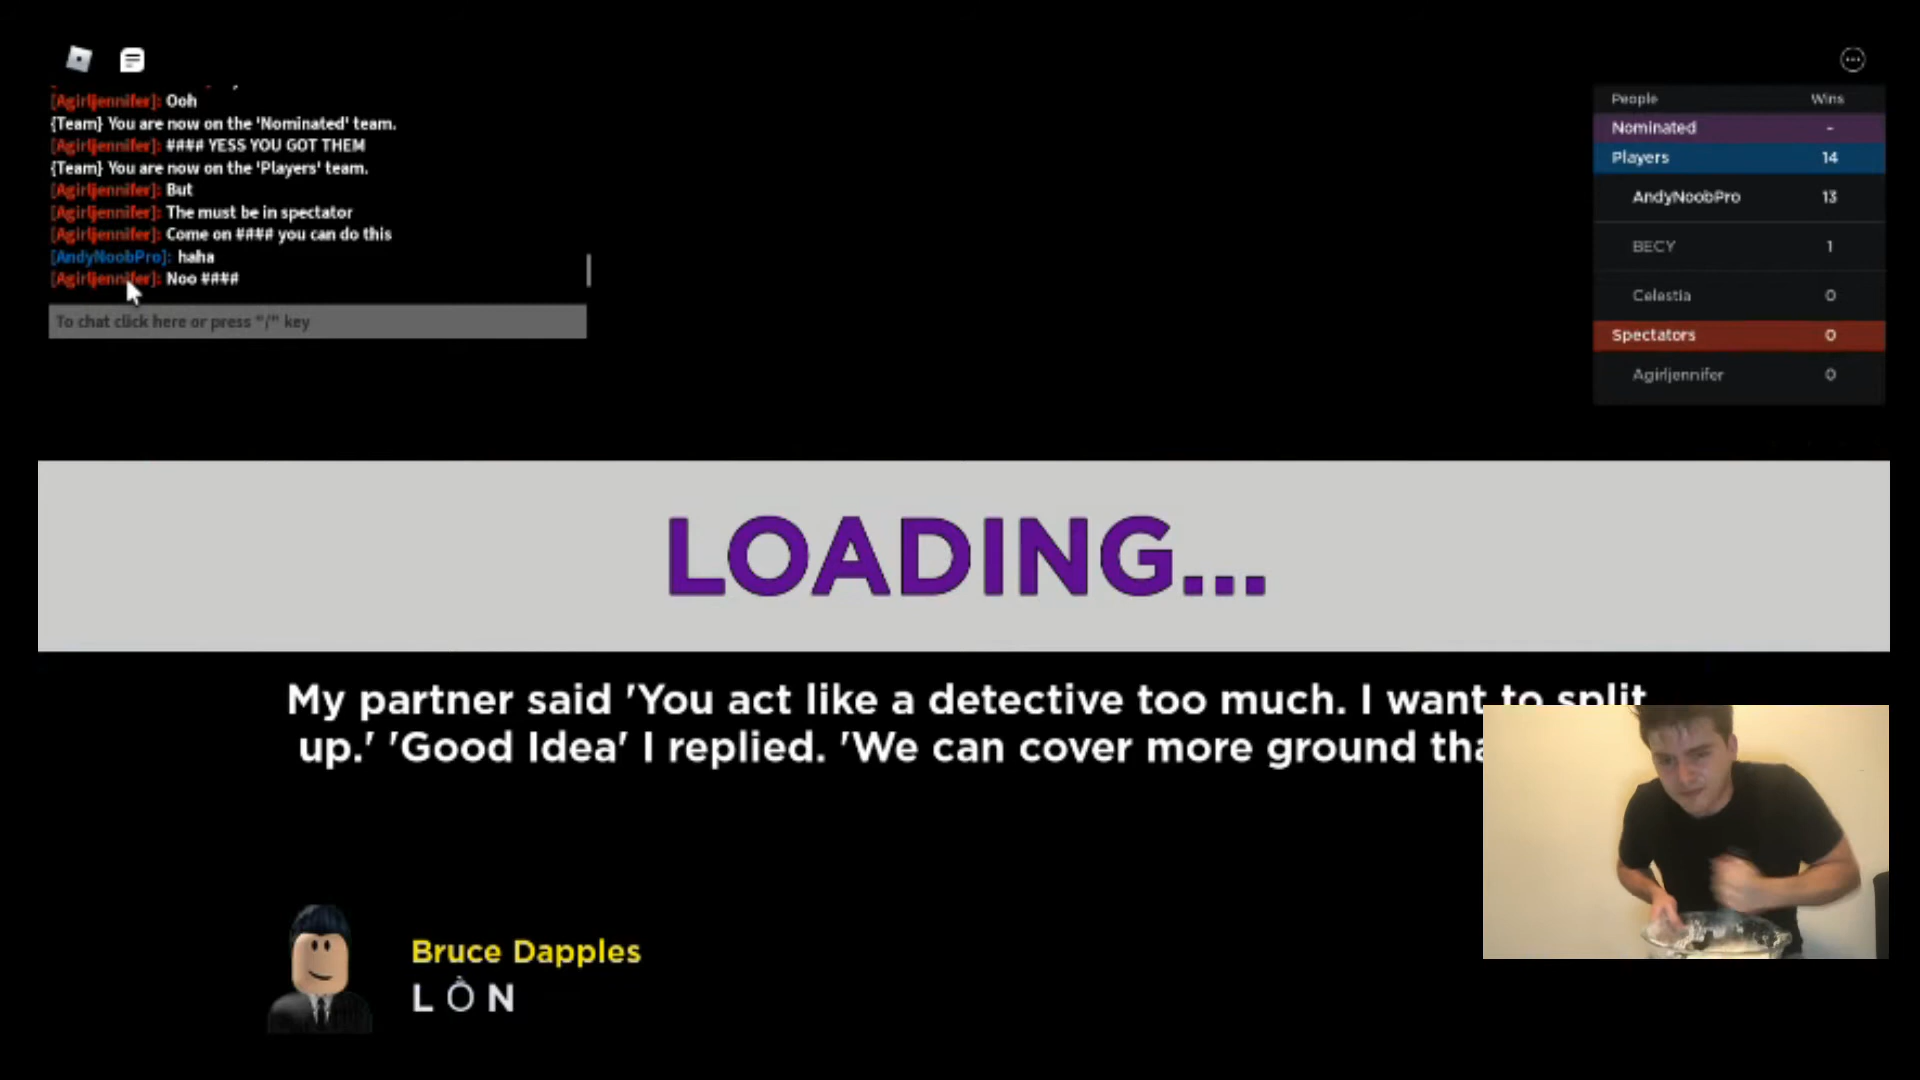 [Agirljennifer]: Ooh
{Team} You are now on the 'Nominated' team.
[Agirljennifer]: #### YESS YOU GOT THEM
{Team} You are now on the 'Players' team.
[Agirljennifer]: But
[Agirljennifer]: The must be in spectator
[Agirljennifer]: Come on #### you can do this
[AndyNoobPro]: haha
[Agirljennifer]: Noo ####
To chat click here or press "/" key
People Wins
Nominated -
Players 14
AndyNoobPro 13
BECY 1
Celestia 0
Spectators 0
Agirljennifer 0
LOADING...
My partner said 'You act like a detective too much. I want to split
up.' 'Good Idea' I replied. 'We can cover more ground
Bruce Dapples
L Ồ N